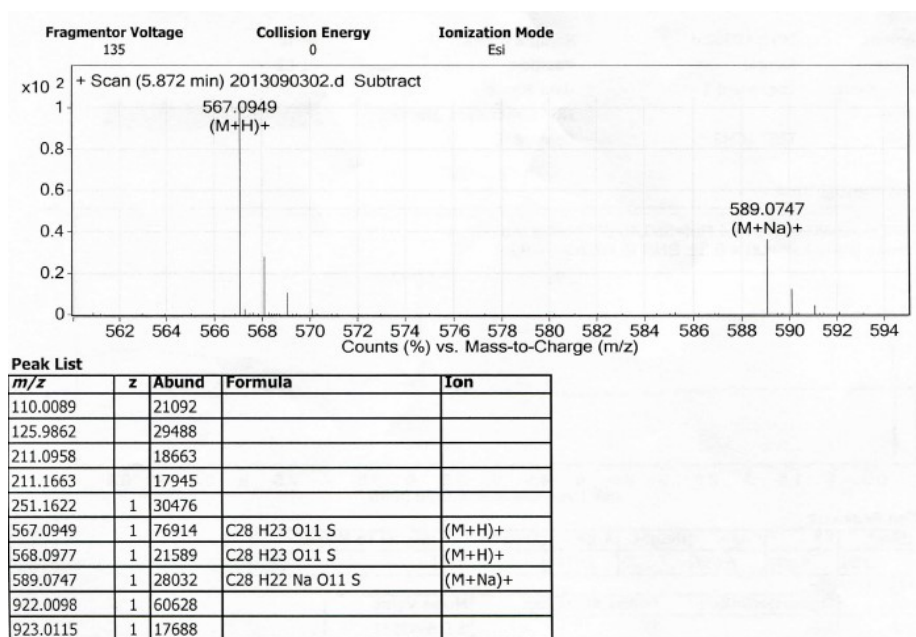 Fragmentor Voltage Collision Energy Ionization Mode
135 0 Esi
x10 2 + Scan (5.872 min) 2013090302.d Subtract
1
567.0949
(M+H)+
0.8
0.6
589.0747
(M+Na)+
0.4
0.2
0
562 564 566 568 570 572 574 576 578 580 582 584 586 588 590 592 594
Counts (%) vs. Mass-to-Charge (m/z)
Peak List
m/z z Abund Formula Ion
110.0089 21092
125.9862 29488
211.0958 18663
211.1663 17945
251.1622 1 30476
567.0949 1 76914 C28 H23 O11 S (M+H)+
568.0977 1 21589 C28 H23 O11 S (M+H)+
589.0747 1 28032 C28 H22 Na O11 S (M+Na)+
922.0098 1 60628
923.0115 1 17688